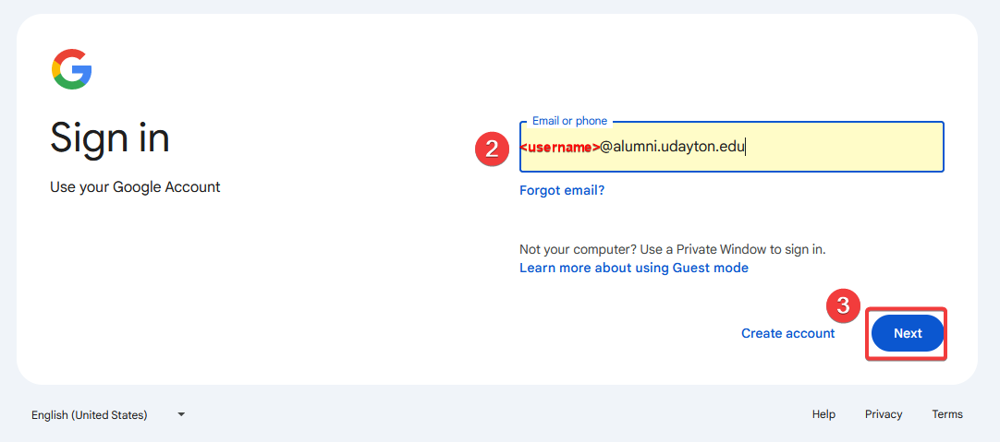 Sign in
Use your Google Account
Email or phone
2
<username>@alumni.udayton.edu
Forgot email?
Not your computer? Use a Private Window to sign in.
Learn more about using Guest mode
3
Create account
Next
English (United States)
Help
Privacy
Terms